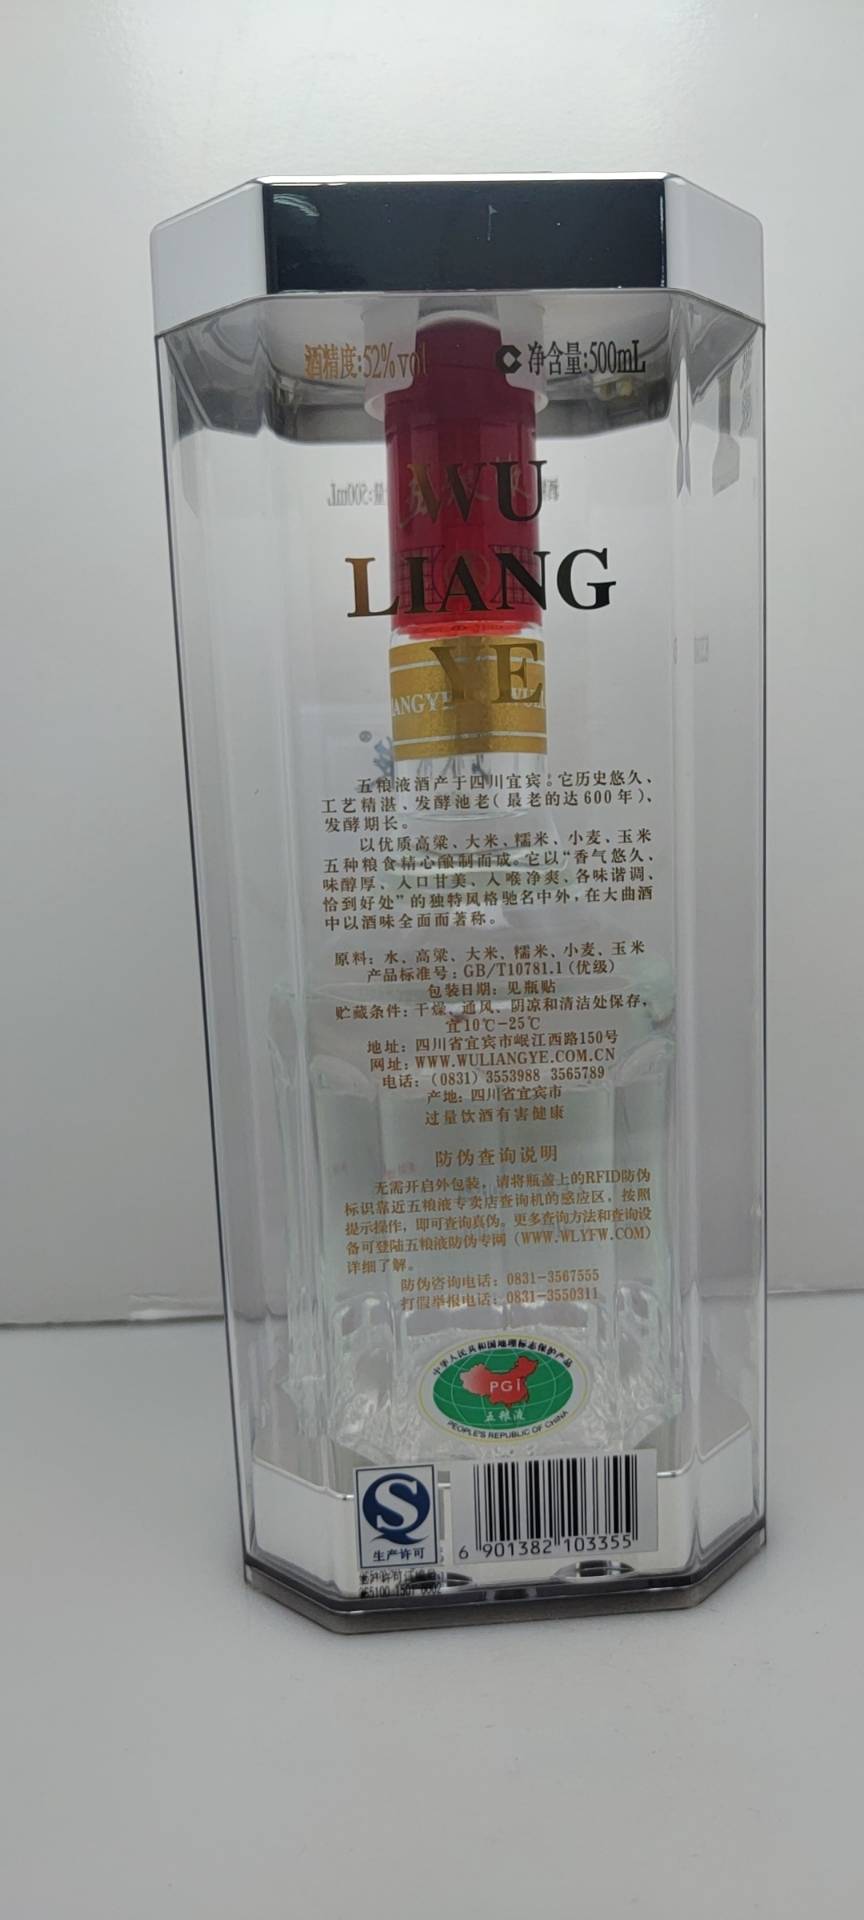 酒精度:52%vol
净含量:500mL
WU
LIANG
YE
五粮液酒产于四川宜宾。它历史悠久、
工艺精湛、发酵池老(最老的达600年)、
发酵期长。
以优质高粱、大米、糯米、小麦、玉米
五种粮食精心酿制而成。它以“香气悠久、
味醇厚、入口甘美、入喉净爽、各味谐调、
恰到好处”的独特风格驰名中外,在大曲酒
中以酒味全面而著称。
原料: 水、高粱、大米、糯米、小麦、玉米
产品标准号: GB/T10781.1(优级)
包装日期: 见瓶贴
贮藏条件: 干燥、通风、阴凉和清洁处保存,
宜10℃-25℃
地址: 四川省宜宾市岷江西路150号
网址: WWW.WULIANGYE.COM.CN
电话: (0831) 3553988 3565789
产地: 四川省宜宾市
过量饮酒有害健康
防伪查询说明
无需开启外包装, 请将瓶盖上的RFID防伪
标识靠近五粮液专卖店查询机的感应区, 按照
提示操作, 即可查询真伪。更多查询方法和查询设
备可登陆五粮液防伪专网 (WWW.WLYFW.COM)
详细了解。
防伪咨询电话: 0831-3567555
打假举报电话: 0831-3550311
中华人民共和国地理标志保护产品
PGI
五粮液
PEOPLE'S REPUBLIC OF CHINA
生产许可
6 901382 103355